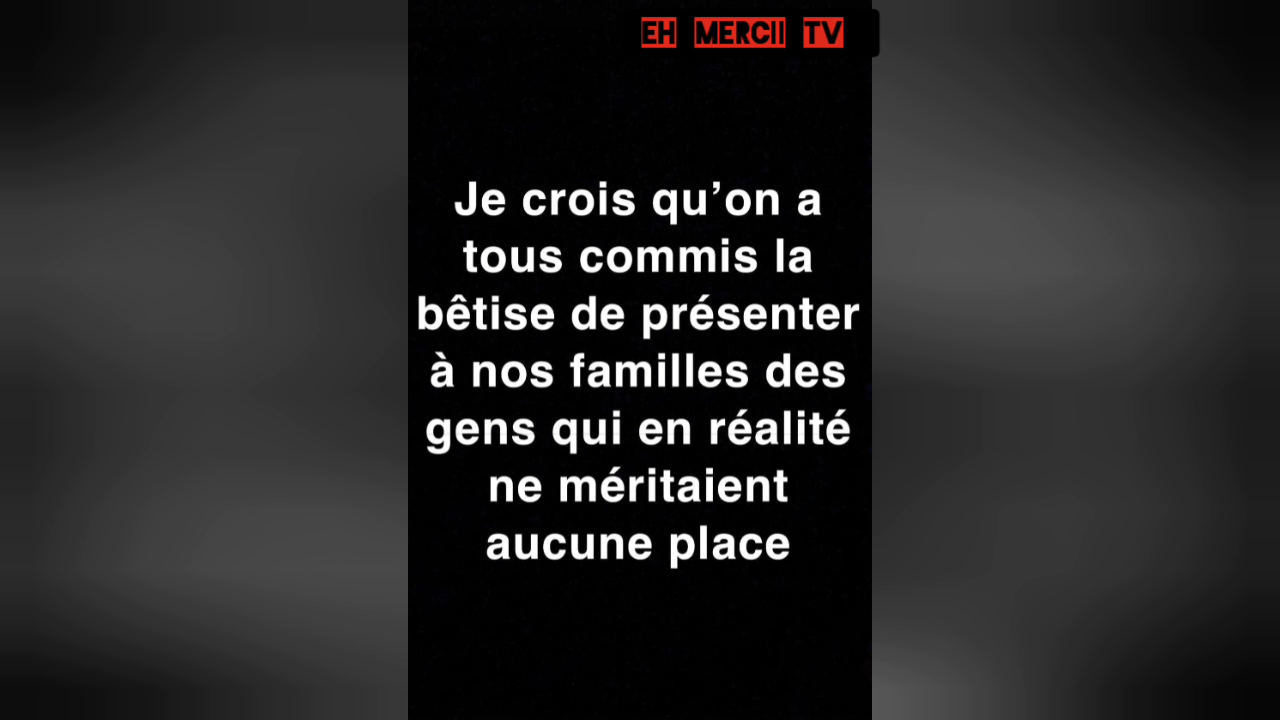 EH MERCII TV
Je crois qu’on a
tous commis la
bêtise de présenter
à nos familles des
gens qui en réalité
ne méritaient
aucune place